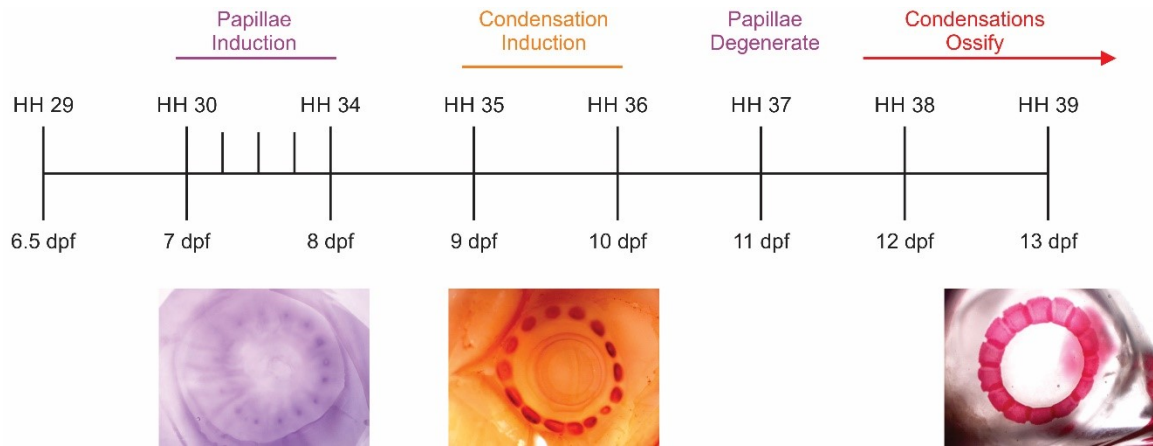 Papillae
Induction
Condensation
Induction
Papillae
Degenerate
Condensations
Ossify
HH 29
HH 30
HH 34
HH 35
HH 36
HH 37
HH 38
HH 39
6.5 dpf
7 dpf
8 dpf
9 dpf
10 dpf
11 dpf
12 dpf
13 dpf